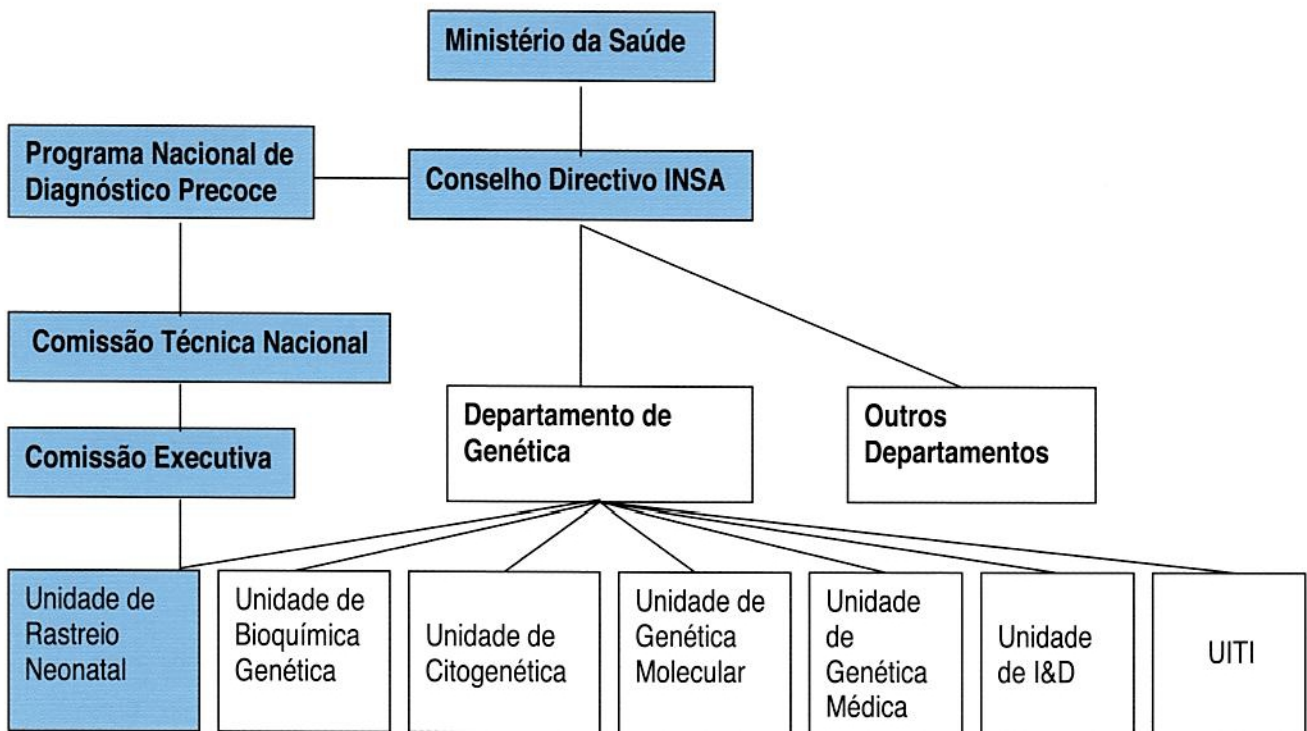 Ministério da Saúde
Programa Nacional de
Diagnóstico Precoce
Conselho Directivo INSA
Comissão Técnica Nacional
Departamento de
Genética
Outros
Departamentos
Comissão Executiva
Unidade de
Rastreio
Neonatal
Unidade de
Bioquímica
Genética
Unidade de
Citogenética
Unidade de
Genética
Molecular
Unidade
de
Genética
Médica
Unidade
de I&D
UITI